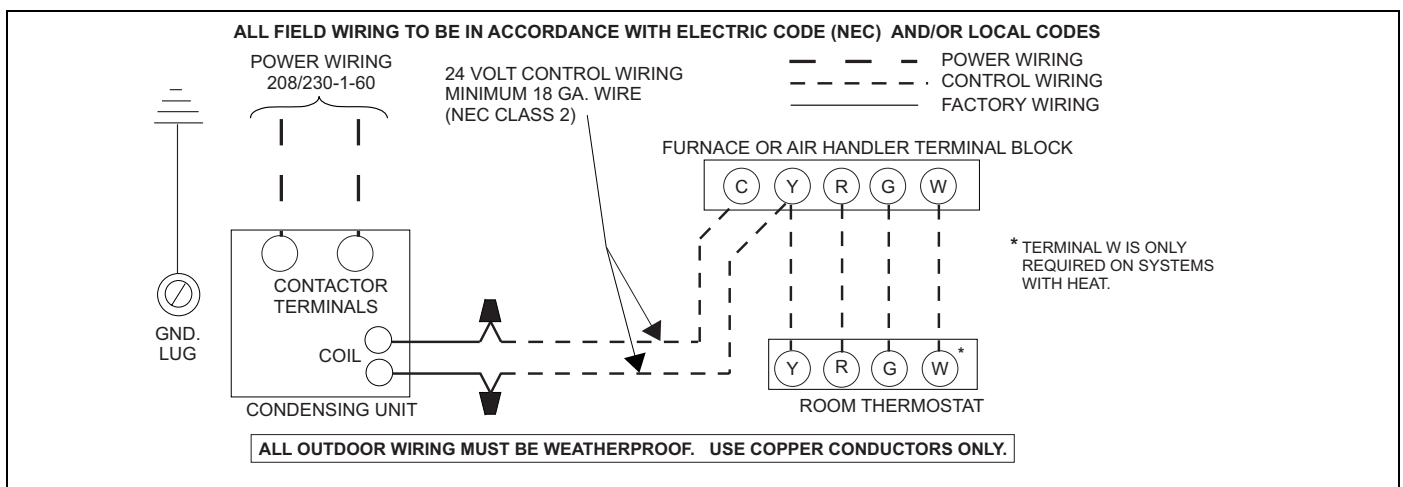 ALL FIELD WIRING TO BE IN ACCORDANCE WITH ELECTRIC CODE (NEC) AND/OR LOCAL CODES
POWER WIRING
208/230-1-60
24 VOLT CONTROL WIRING
MINIMUM 18 GA. WIRE
(NEC CLASS 2)
POWER WIRING
CONTROL WIRING
FACTORY WIRING
FURNACE OR AIR HANDLER TERMINAL BLOCK
C Y R G W
* TERMINAL W IS ONLY
REQUIRED ON SYSTEMS
WITH HEAT.
CONTACTOR
TERMINALS
GND.
LUG
COIL
Y R G W *
CONDENSING UNIT
ROOM THERMOSTAT
ALL OUTDOOR WIRING MUST BE WEATHERPROOF. USE COPPER CONDUCTORS ONLY.